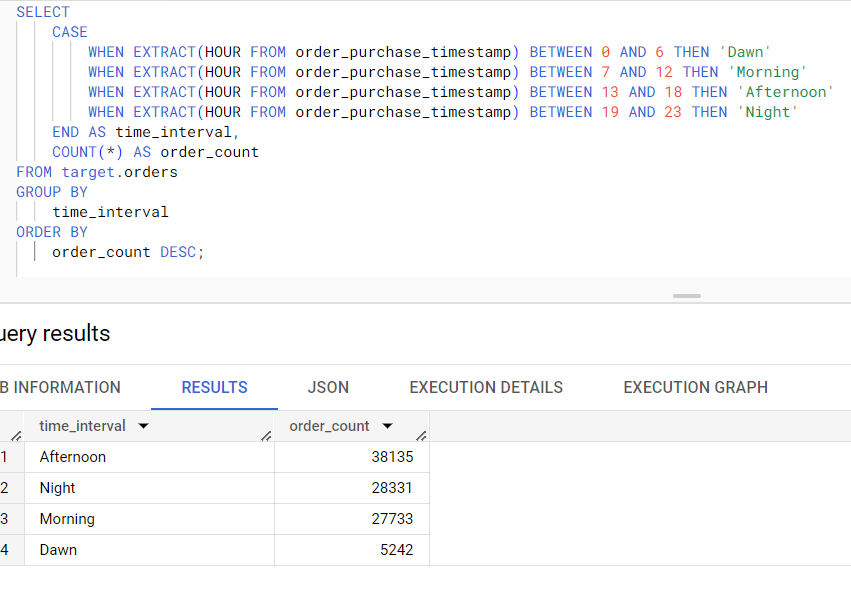 SELECT
CASE
WHEN EXTRACT(HOUR FROM order_purchase_timestamp) BETWEEN 0 AND 6 THEN 'Dawn'
WHEN EXTRACT(HOUR FROM order_purchase_timestamp) BETWEEN 7 AND 12 THEN 'Morning'
WHEN EXTRACT(HOUR FROM order_purchase_timestamp) BETWEEN 13 AND 18 THEN 'Afternoon'
WHEN EXTRACT(HOUR FROM order_purchase_timestamp) BETWEEN 19 AND 23 THEN 'Night'
END AS time_interval,
COUNT(*) AS order_count
FROM target.orders
GROUP BY
time_interval
ORDER BY
order_count DESC;
uery results
B INFORMATION RESULTS JSON EXECUTION DETAILS EXECUTION GRAPH
time_interval order_count
1 Afternoon 38135
2 Night 28331
3 Morning 27733
4 Dawn 5242